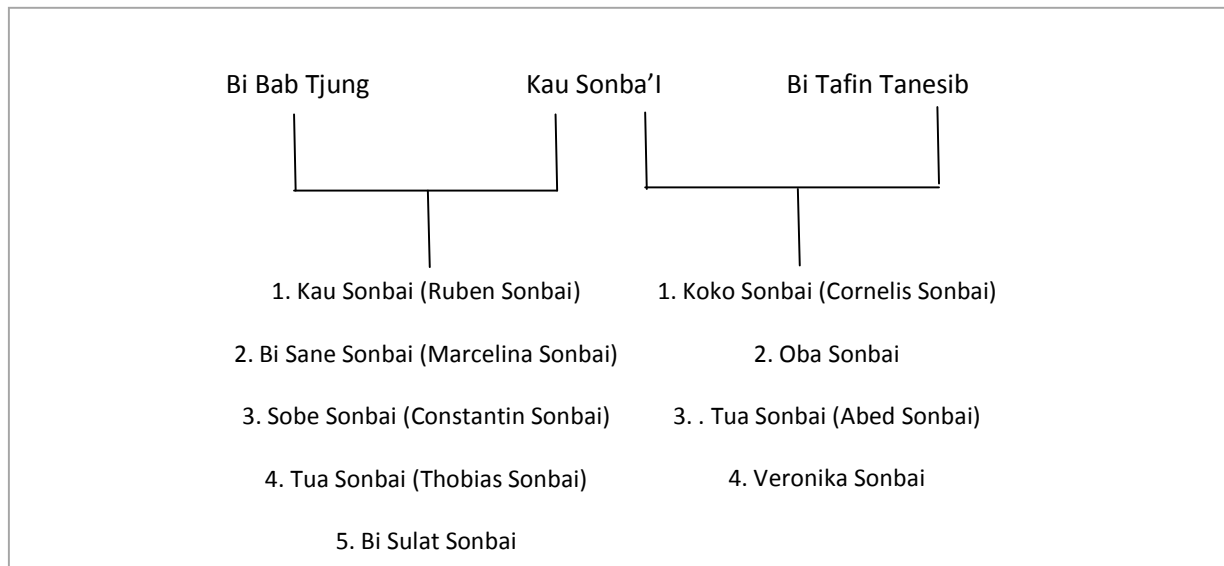 Bi Bab Tjung Kau Sonba’I Bi Tafin Tanesib
1. Kau Sonbai (Ruben Sonbai)
2. Bi Sane Sonbai (Marcelina Sonbai)
3. Sobe Sonbai (Constantin Sonbai)
4. Tua Sonbai (Thobias Sonbai)
5. Bi Sulat Sonbai
1. Koko Sonbai (Cornelis Sonbai)
2. Oba Sonbai
3. . Tua Sonbai (Abed Sonbai)
4. Veronika Sonbai